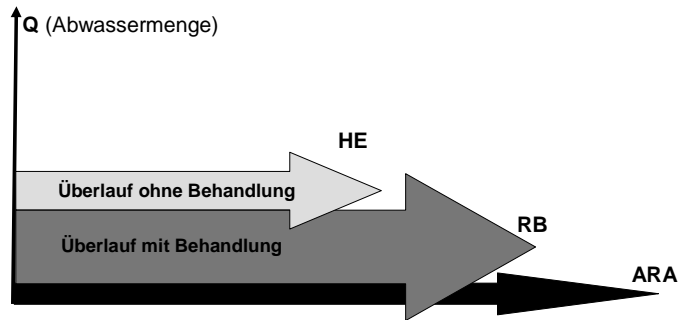 Q (Abwassermenge)
HE
Überlauf ohne Behandlung
RB
Überlauf mit Behandlung
ARA